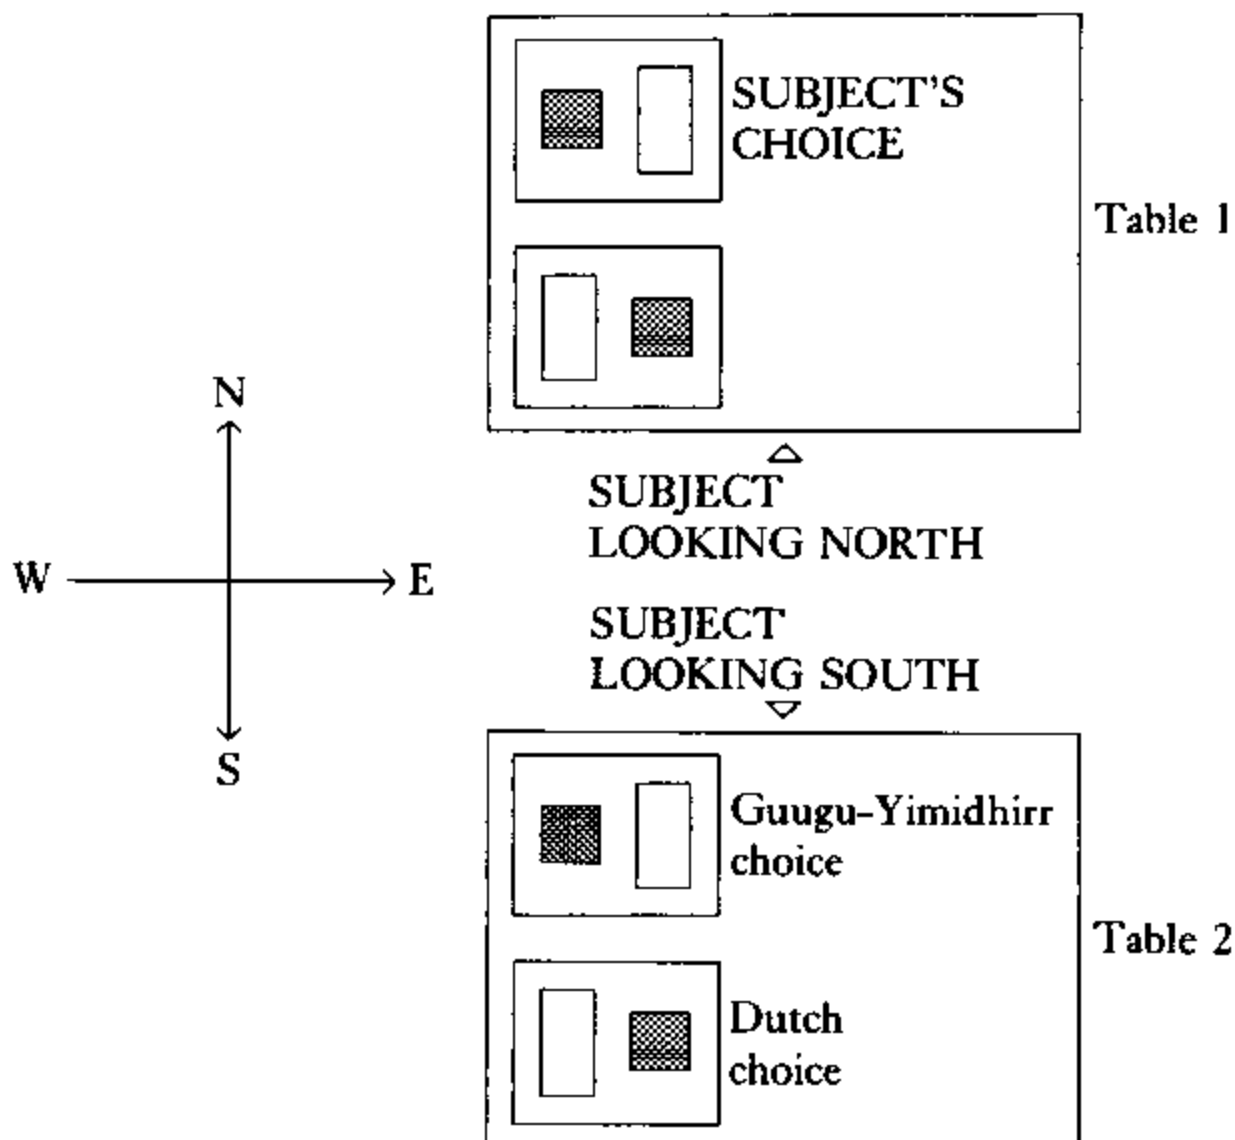 SUBJECT'S
CHOICE
Table 1
N
SUBJECT
LOOKING NORTH
W
E
SUBJECT
LOOKING SOUTH
S
Guugu-Yimidhirr
choice
Table 2
Dutch
choice